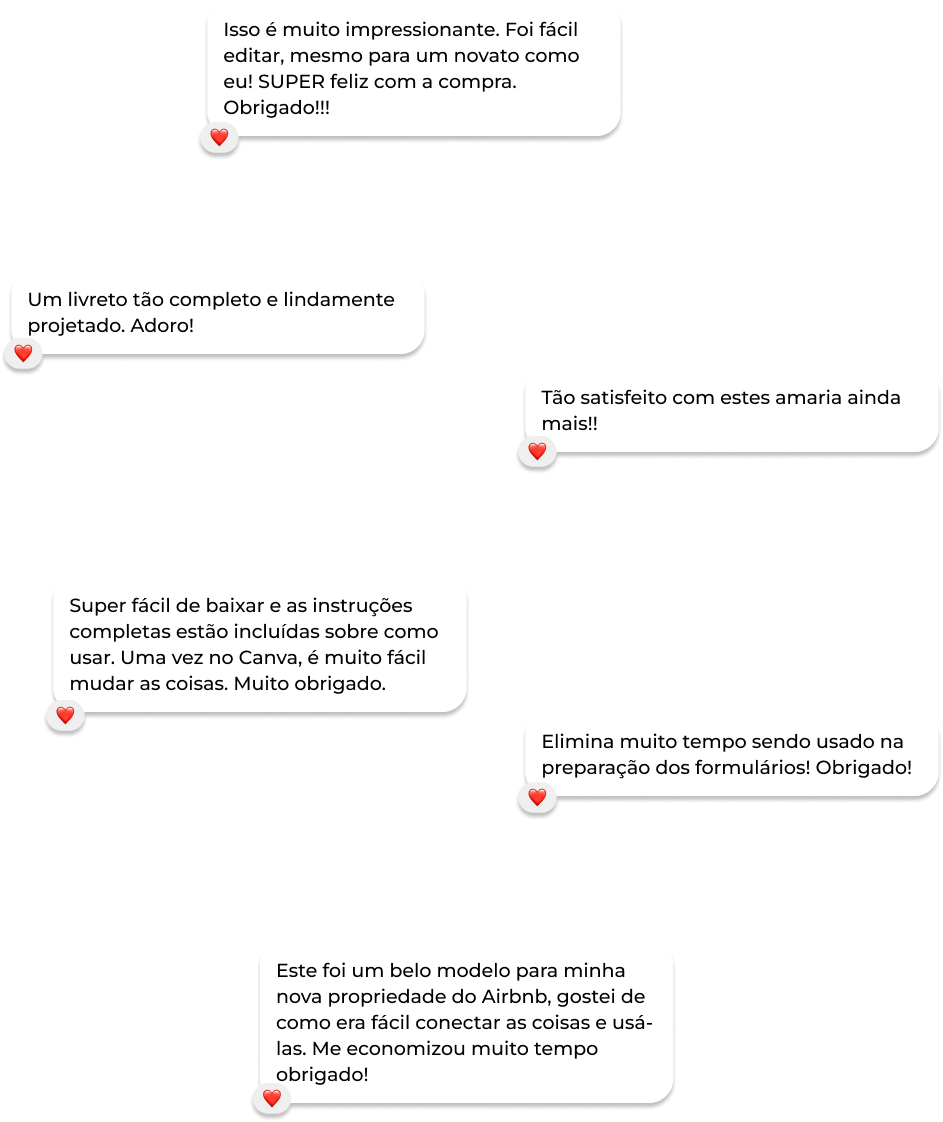 Isso é muito impressionante. Foi fácil
editar, mesmo para um novato como
eu! SUPER feliz com a compra.
Obrigado!!!
Um livreto tão completo e lindamente
projetado. Adoro!
Tão satisfeito com estes amaria ainda
mais!!
Super fácil de baixar e as instruções
completas estão incluídas sobre como
usar. Uma vez no Canva, é muito fácil
mudar as coisas. Muito obrigado.
Elimina muito tempo sendo usado na
preparação dos formulários! Obrigado!
Este foi um belo modelo para minha
nova propriedade do Airbnb, gostei de
como era fácil conectar as coisas e usá-
las. Me economizou muito tempo
obrigado!